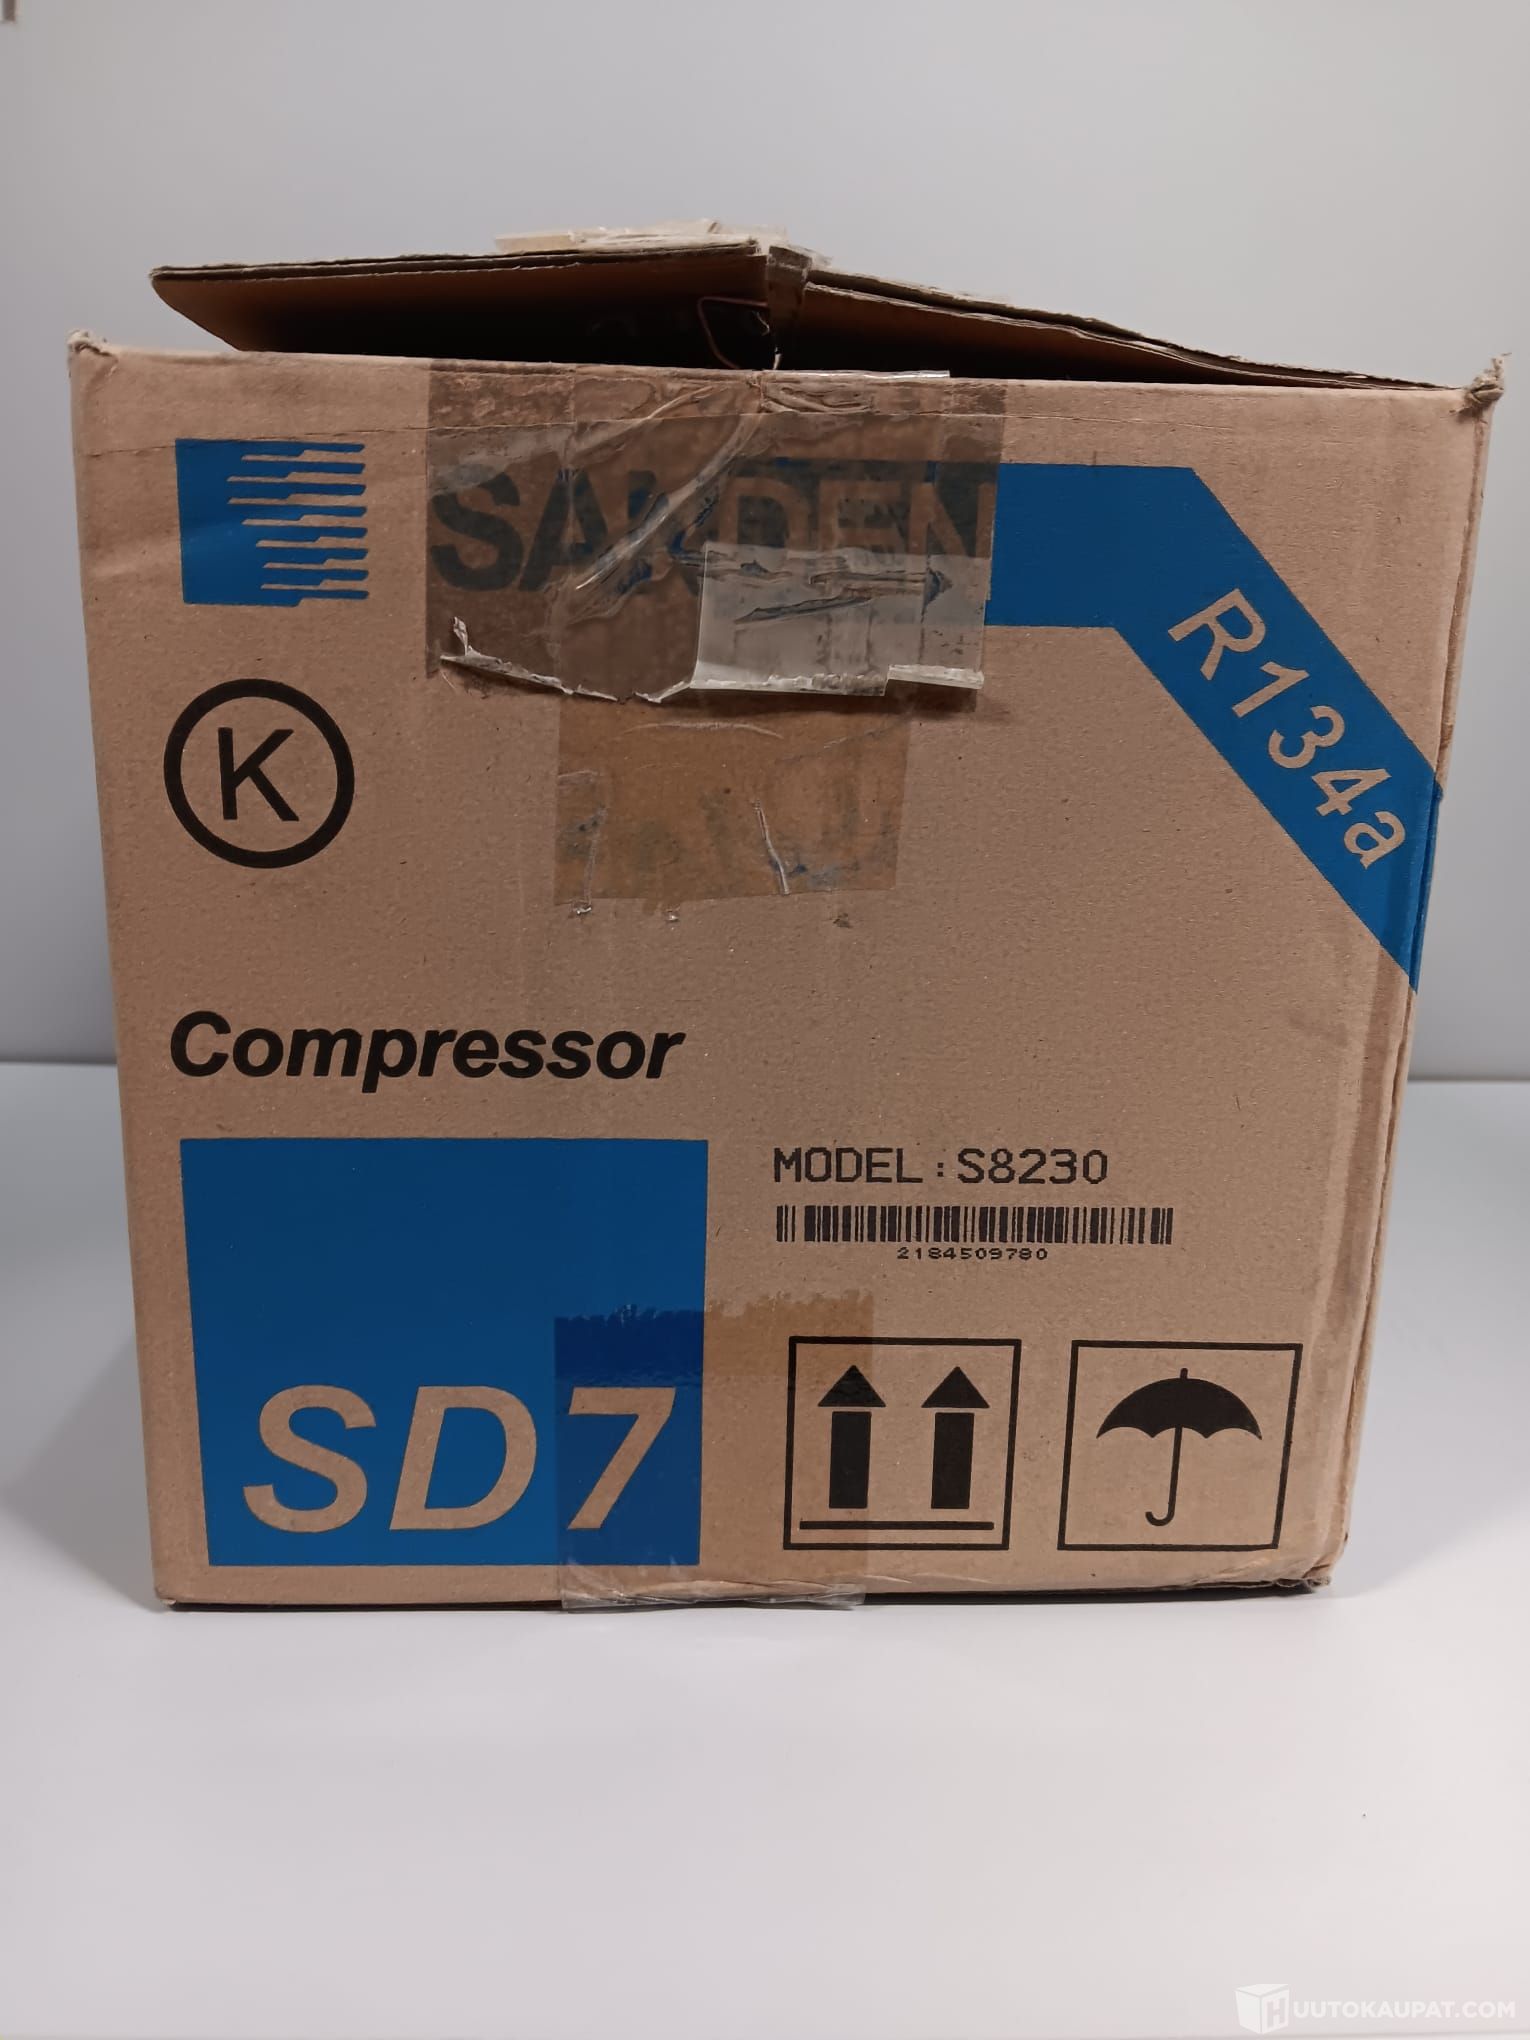 SANDEN
R134a
K
Compressor
MODEL:S8230
2184509780
SD7
HUUTOKAUPAT.COM